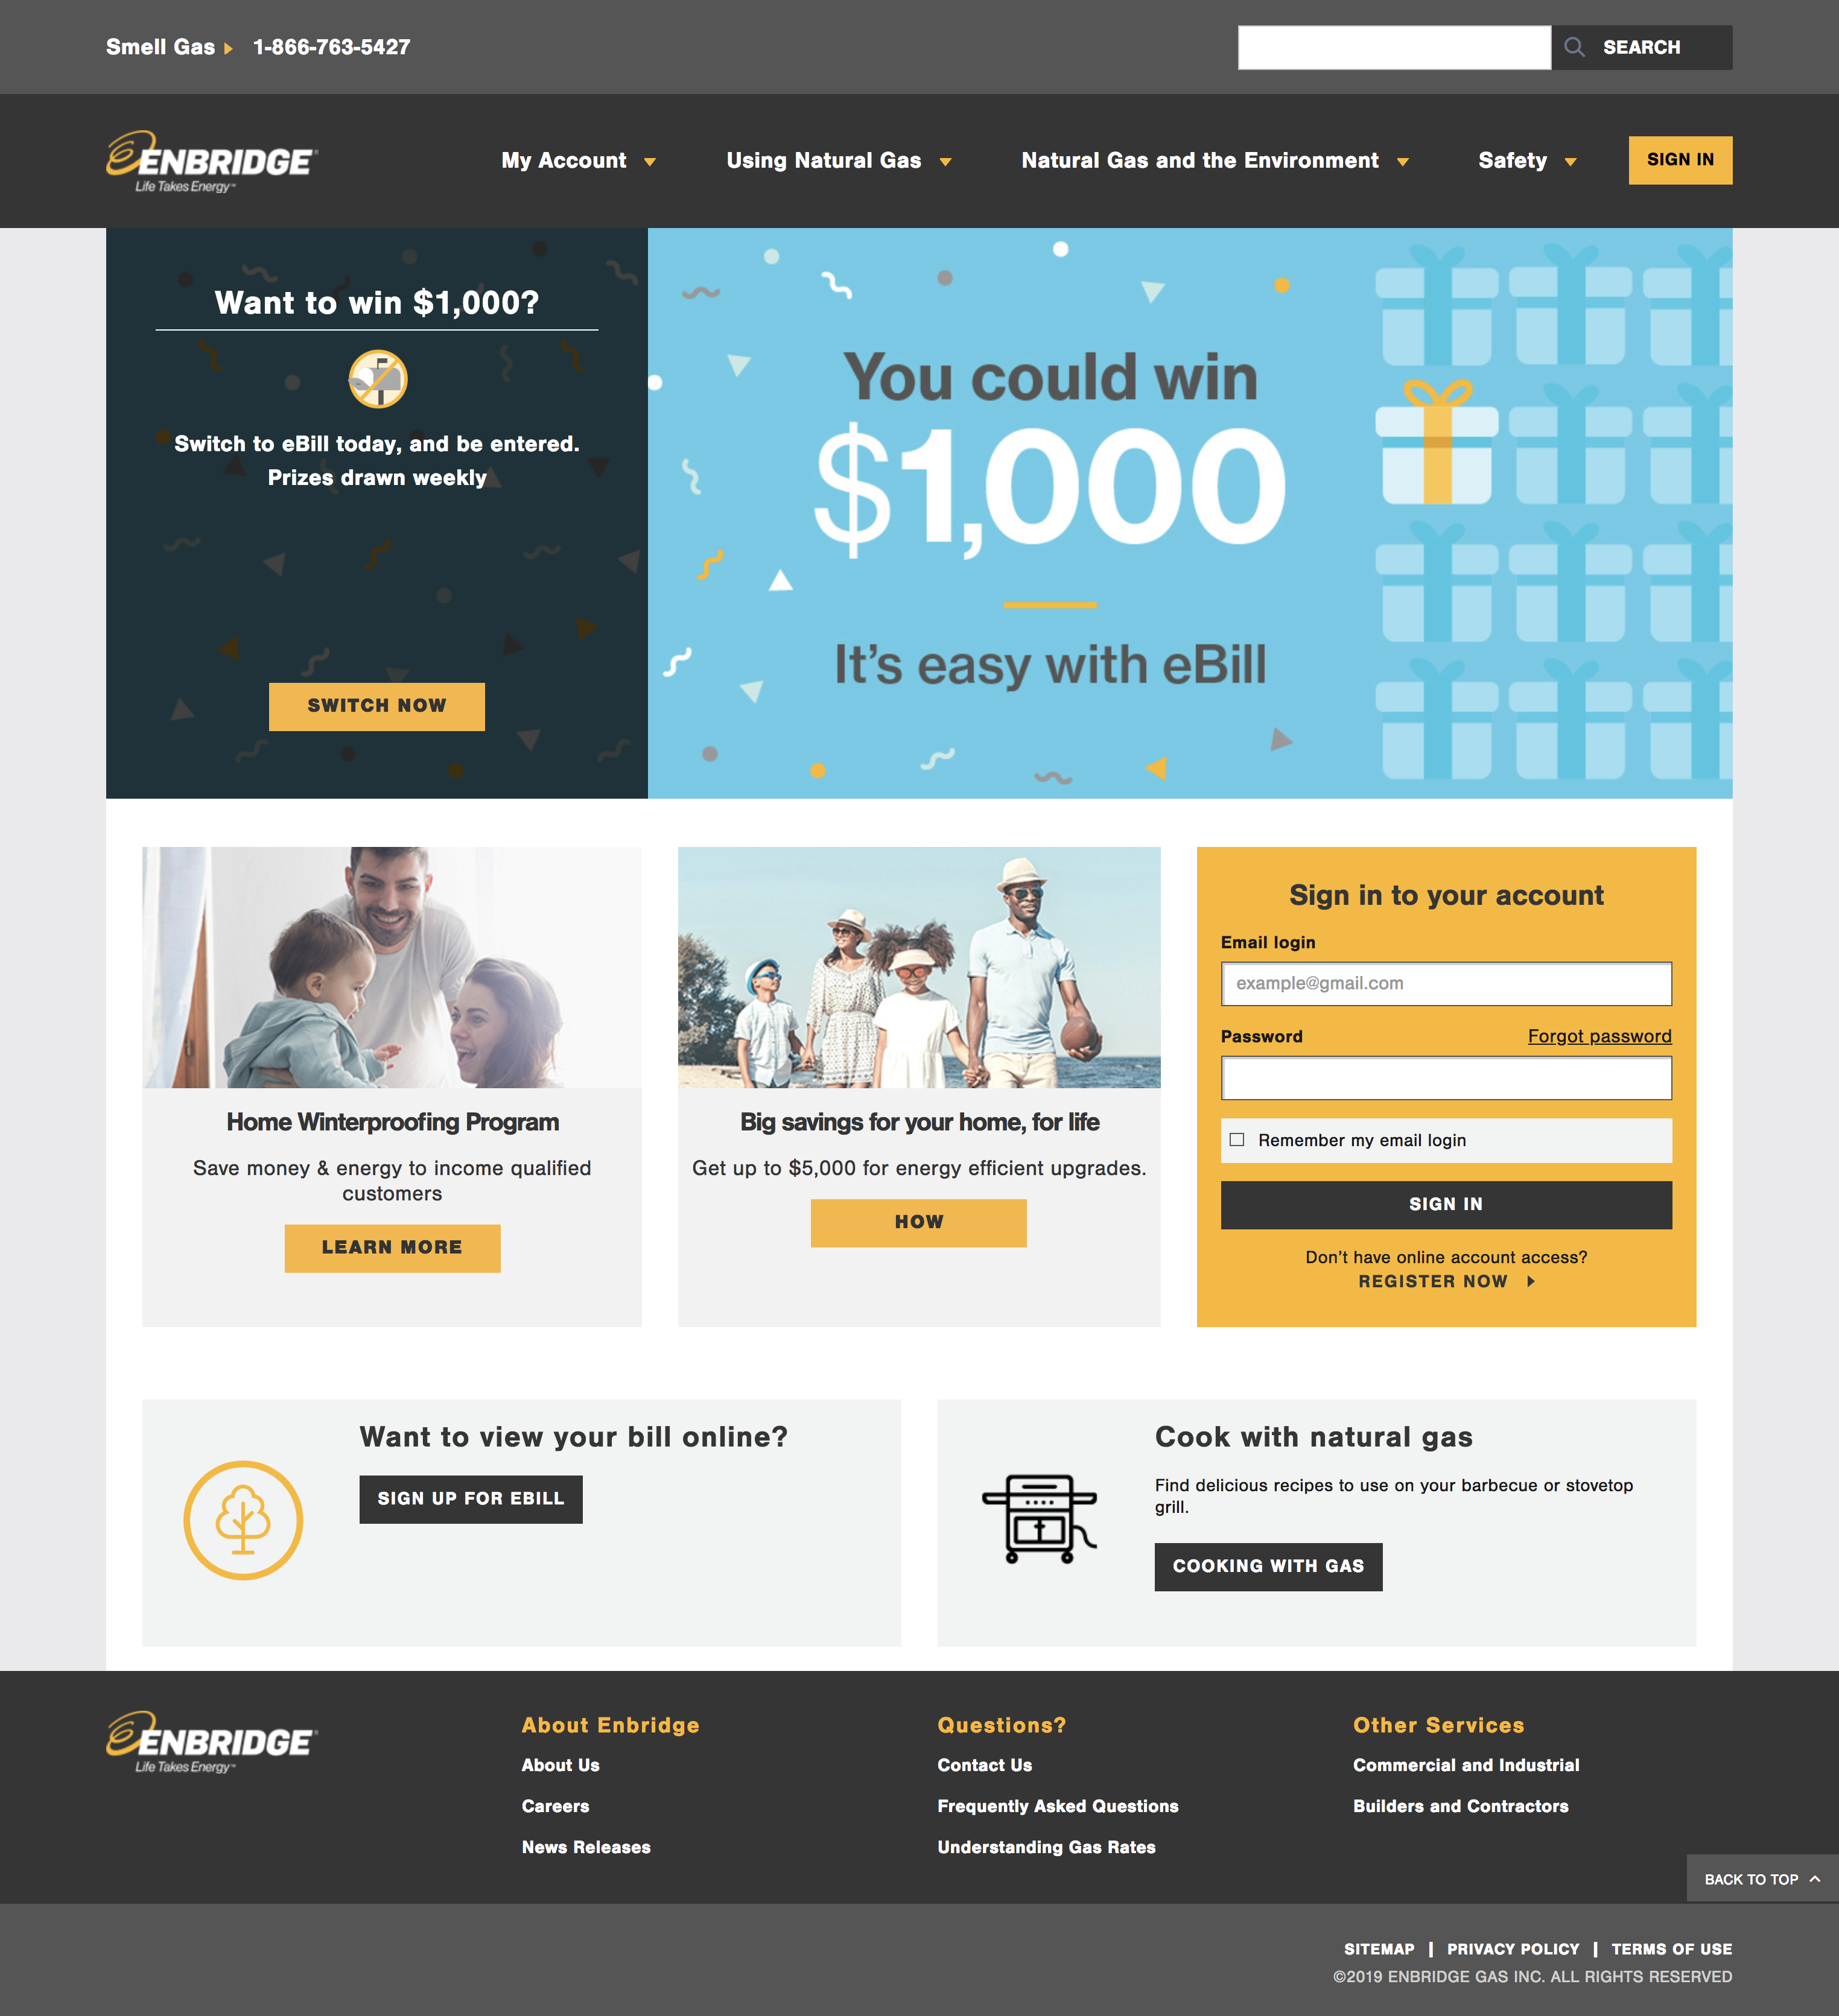 Smell Gas 1-866-763-5427
SEARCH
ENBRIDGE
Life Takes Energy™
My Account
Using Natural Gas
Natural Gas and the Environment
Safety
SIGN IN
Want to win $1,000?
Switch to eBill today, and be entered.
Prizes drawn weekly
SWITCH NOW
You could win
$1,000
It's easy with eBill
Home Winterproofing Program
Save money & energy to income qualified
customers
LEARN MORE
Big savings for your home, for life
Get up to $5,000 for energy efficient upgrades.
HOW
Sign in to your account
Email login
example@gmail.com
Password
Forgot password
Remember my email login
SIGN IN
Don't have online account access?
REGISTER NOW
Want to view your bill online?
SIGN UP FOR EBILL
Cook with natural gas
Find delicious recipes to use on your barbecue or stovetop
grill.
COOKING WITH GAS
ENBRIDGE
Life Takes Energy™
About Enbridge
About Us
Careers
News Releases
Questions?
Contact Us
Frequently Asked Questions
Understanding Gas Rates
Other Services
Commercial and Industrial
Builders and Contractors
BACK TO TOP
SITEMAP | PRIVACY POLICY | TERMS OF USE
©2019 ENBRIDGE GAS INC. ALL RIGHTS RESERVED